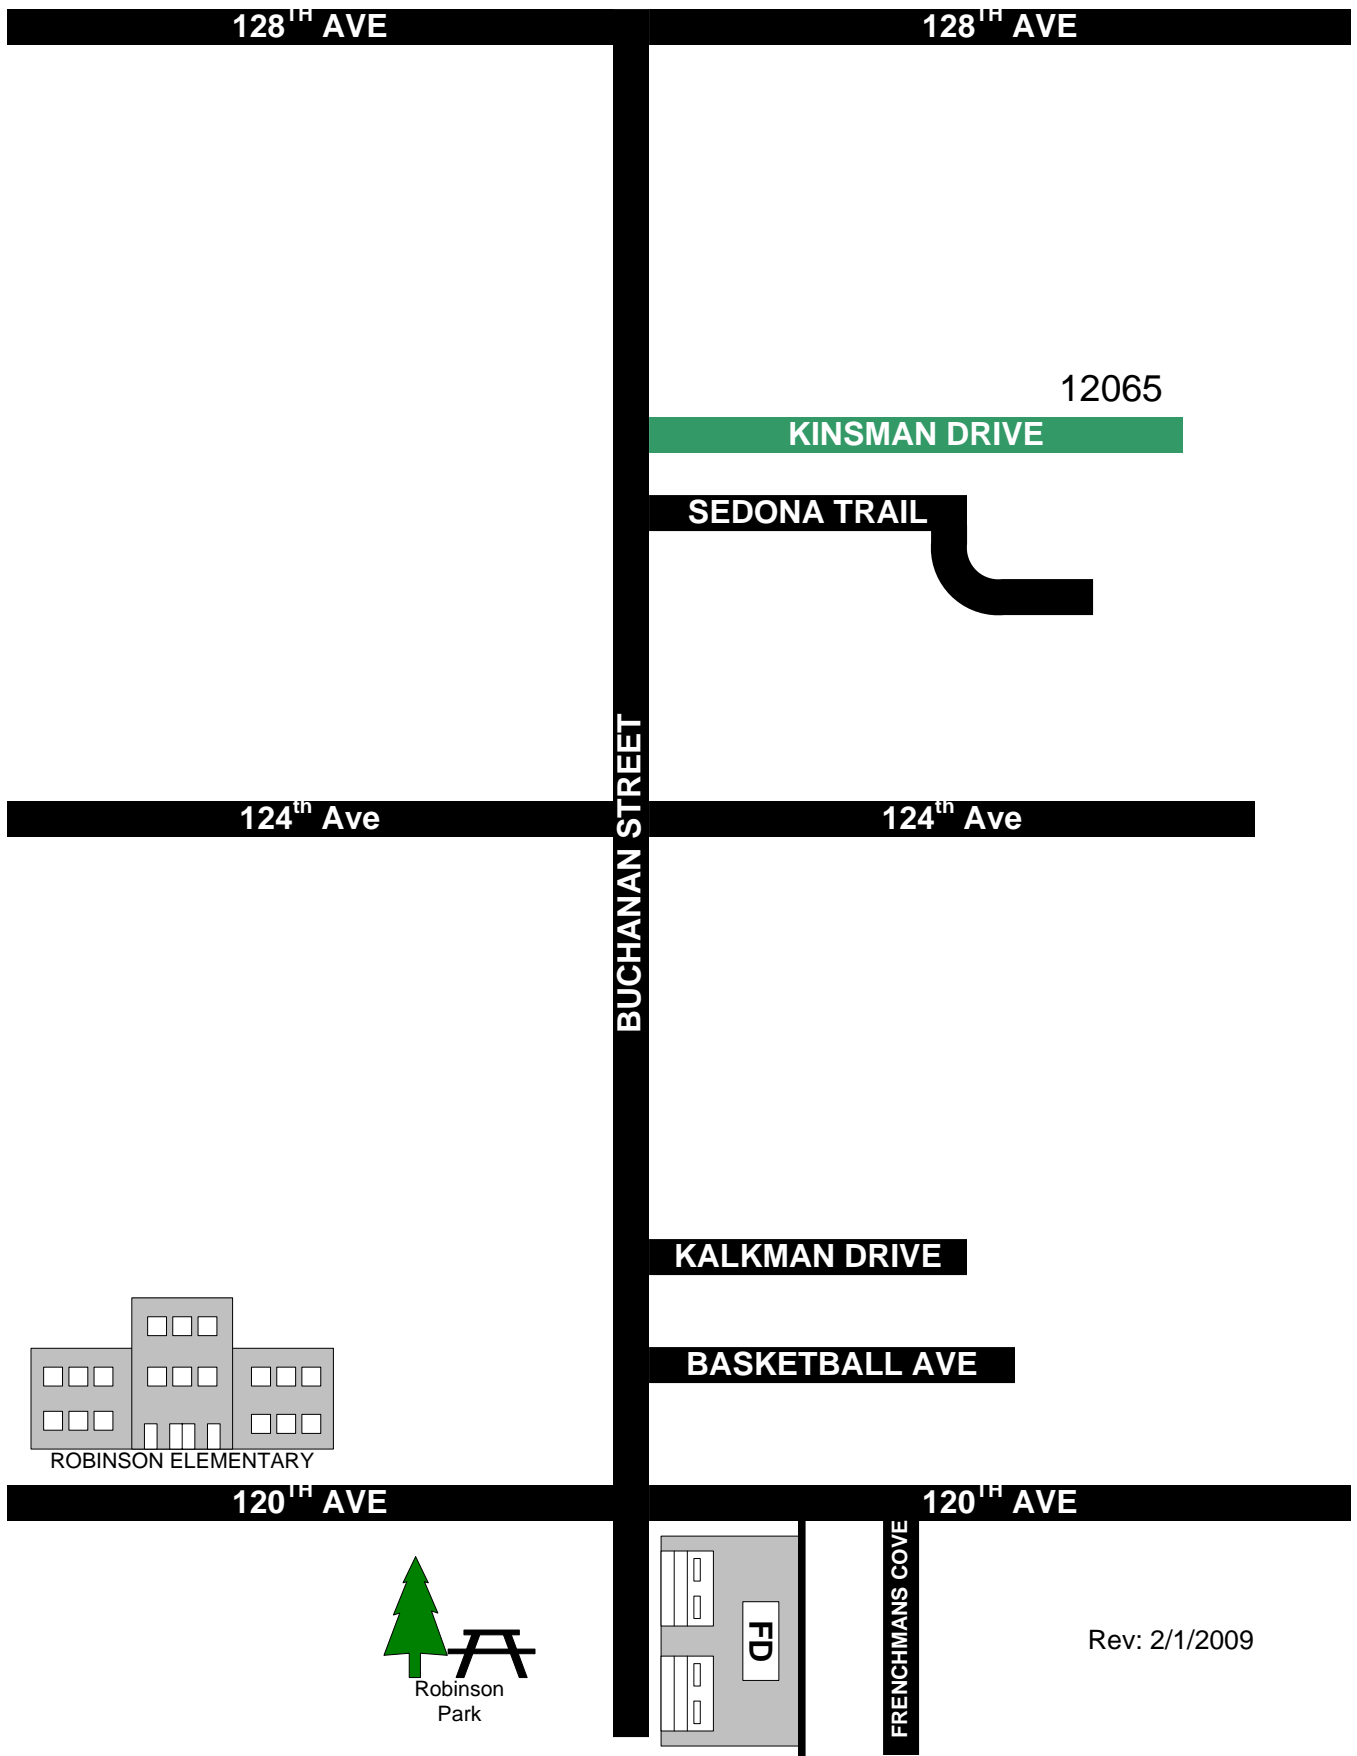 128TH AVE
128TH AVE
12065
KINSMAN DRIVE
SEDONA TRAIL
BUCHANAN STREET
124th Ave
124th Ave
KALKMAN DRIVE
BASKETBALL AVE
ROBINSON ELEMENTARY
120TH AVE
120TH AVE
FRENCHMANS COVE
FD
Rev: 2/1/2009
Robinson
Park